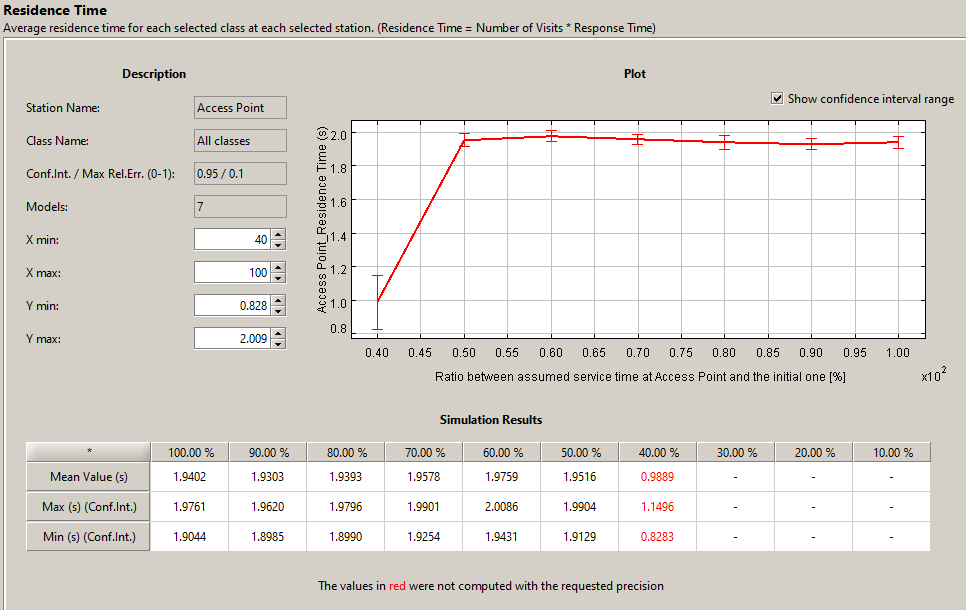 Residence Time
Average residence time for each selected class at each selected station. (Residence Time = Number of Visits * Response Time)
Description
Station Name: Access Point
Class Name: All classes
Conf.Int. / Max Rel.Err. (0-1): 0.95 / 0.1
Models: 7
X min: 40
X max: 100
Y min: 0.828
Y max: 2.009
Plot
Show confidence interval range
Access Point_Residence Time (s)
2.0
1.8
1.6
1.4
1.2
1.0
0.8
0.40 0.45 0.50 0.55 0.60 0.65 0.70 0.75 0.80 0.85 0.90 0.95 1.00
Ratio between assumed service time at Access Point and the initial one [%] x10^2
Simulation Results
* 100.00 % 90.00 % 80.00 % 70.00 % 60.00 % 50.00 % 40.00 % 30.00 % 20.00 % 10.00 %
Mean Value (s) 1.9402 1.9303 1.9393 1.9578 1.9759 1.9516 0.9889 - - -
Max (s) (Conf.Int.) 1.9761 1.9620 1.9796 1.9901 2.0086 1.9904 1.1496 - - -
Min (s) (Conf.Int.) 1.9044 1.8985 1.8990 1.9254 1.9431 1.9129 0.8283 - - -
The values in red were not computed with the requested precision